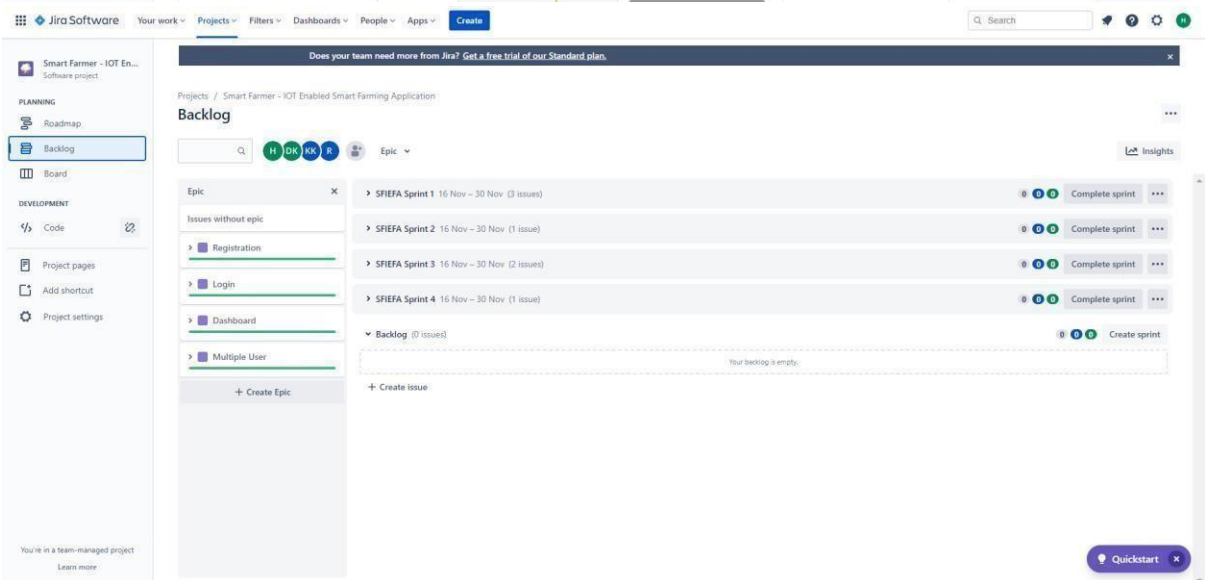 Jira Software Your work Projects Filters Dashboards People Apps Create Search H
Does your team need more from Jira? Get a free trial of our Standard plan.
Smart Farmer - IOT En...
Software project
PLANNING
Roadmap
Backlog
Board
DEVELOPMENT
Code
Project pages
Add shortcut
Project settings
You're in a team-managed project
Learn more
Projects / Smart Farmer - IOT Enabled Smart Farming Application
Backlog
H DK KK R Epic Insights
Epic
Issues without epic
Registration
Login
Dashboard
Multiple User
+ Create Epic
SFIEFA Sprint 1 16 Nov – 30 Nov (3 issues) 0 0 0 Complete sprint
SFIEFA Sprint 2 16 Nov – 30 Nov (1 issue) 0 0 0 Complete sprint
SFIEFA Sprint 3 16 Nov – 30 Nov (2 issues) 0 0 0 Complete sprint
SFIEFA Sprint 4 16 Nov – 30 Nov (1 issue) 0 0 0 Complete sprint
Backlog (0 issues) 0 0 0 Create sprint
Your backlog is empty.
+ Create issue
Quickstart